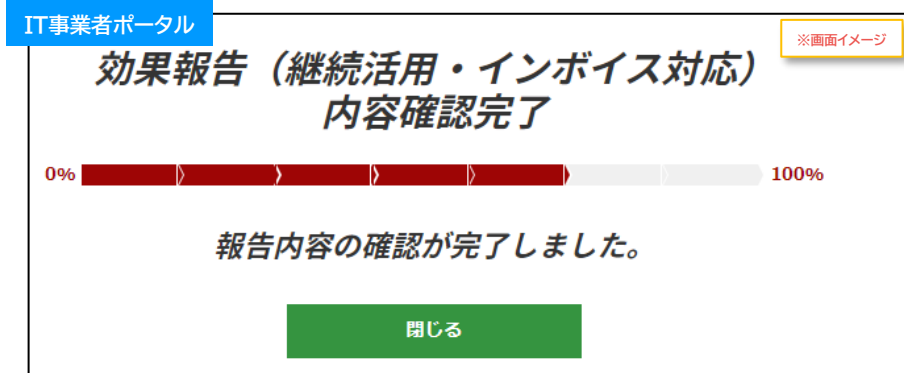 IT事業者ポータル
※画面イメージ
効果報告（継続活用・インボイス対応）
内容確認完了
0%
100%
報告内容の確認が完了しました。
閉じる